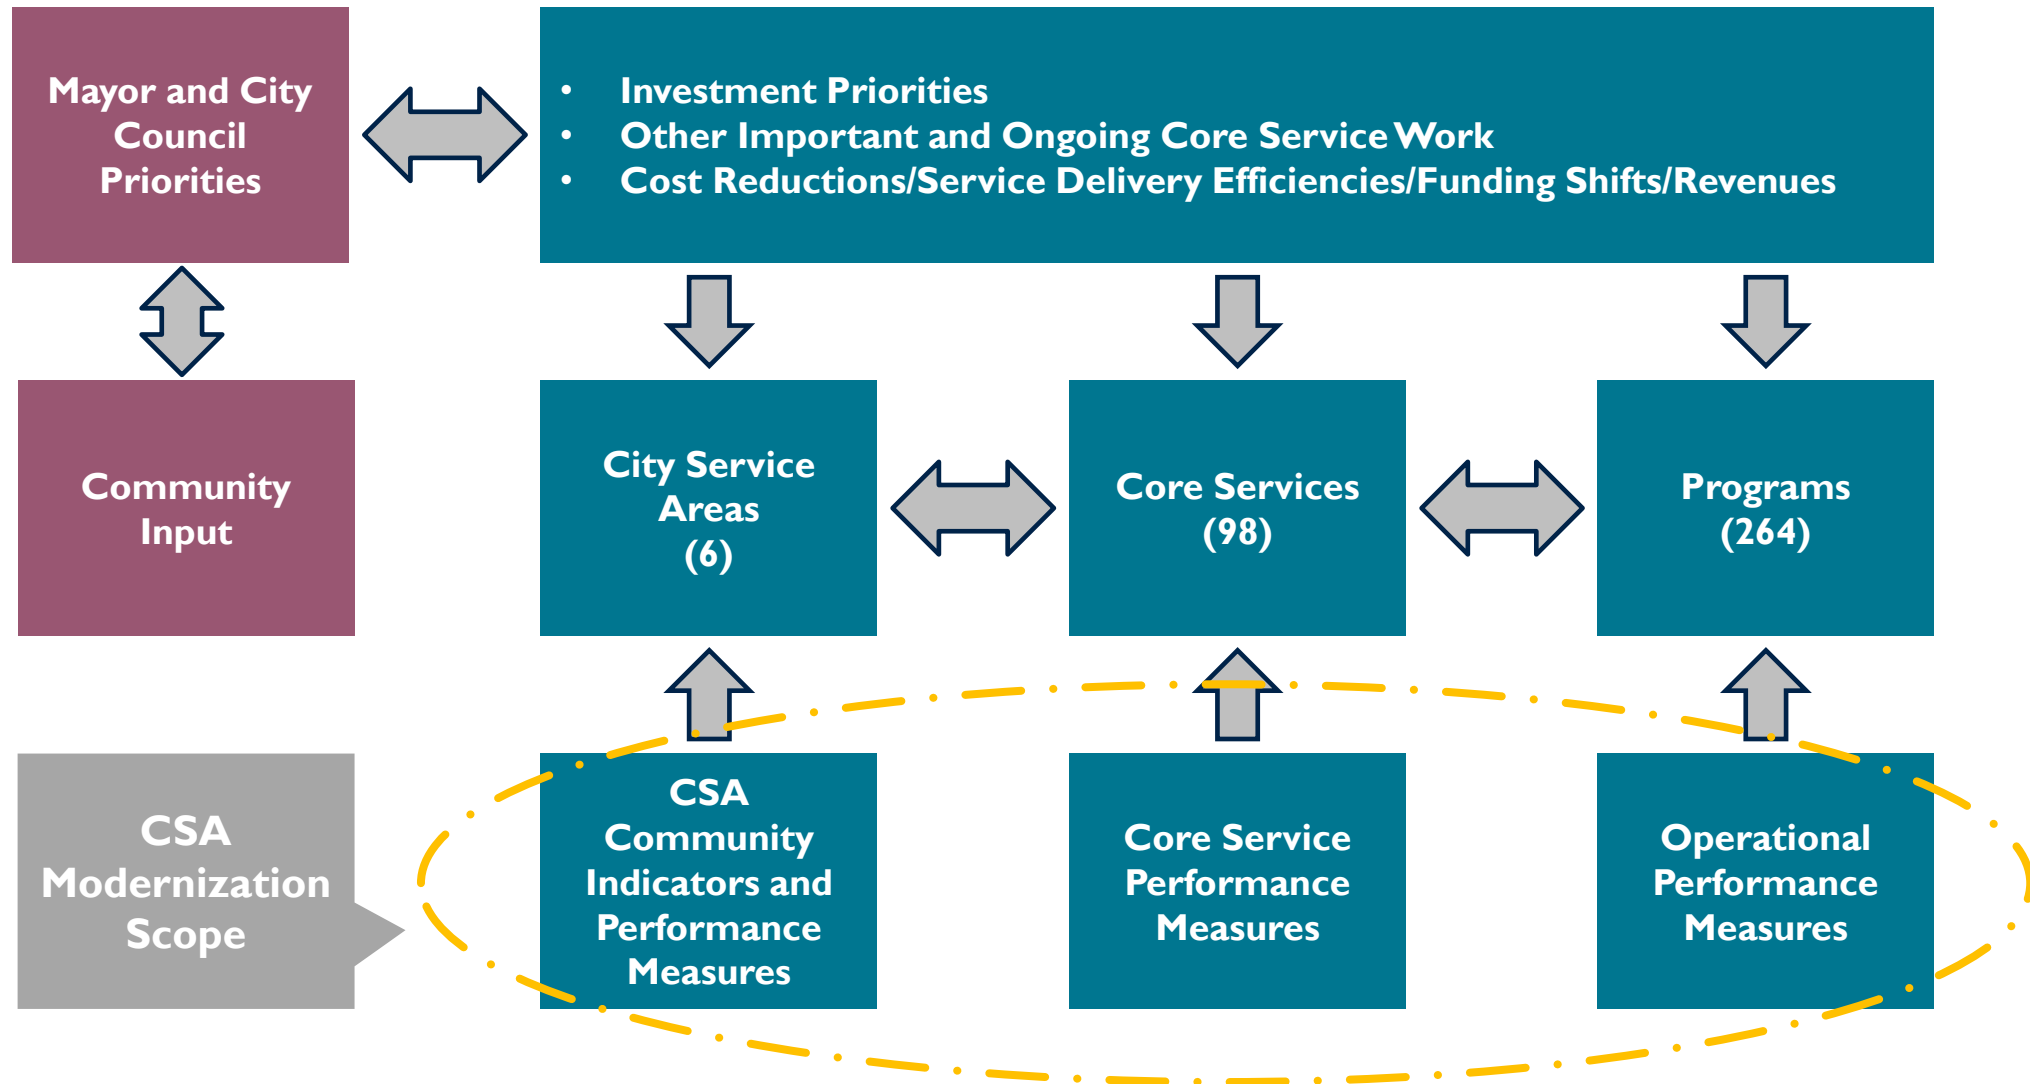 Mayor and City
Council
Priorities
• Investment Priorities
• Other Important and Ongoing Core Service Work
• Cost Reductions/Service Delivery Efficiencies/Funding Shifts/Revenues
Community
Input
City Service
Areas
(6)
Core Services
(98)
Programs
(264)
CSA
Modernization
Scope
CSA
Community
Indicators and
Performance
Measures
Core Service
Performance
Measures
Operational
Performance
Measures